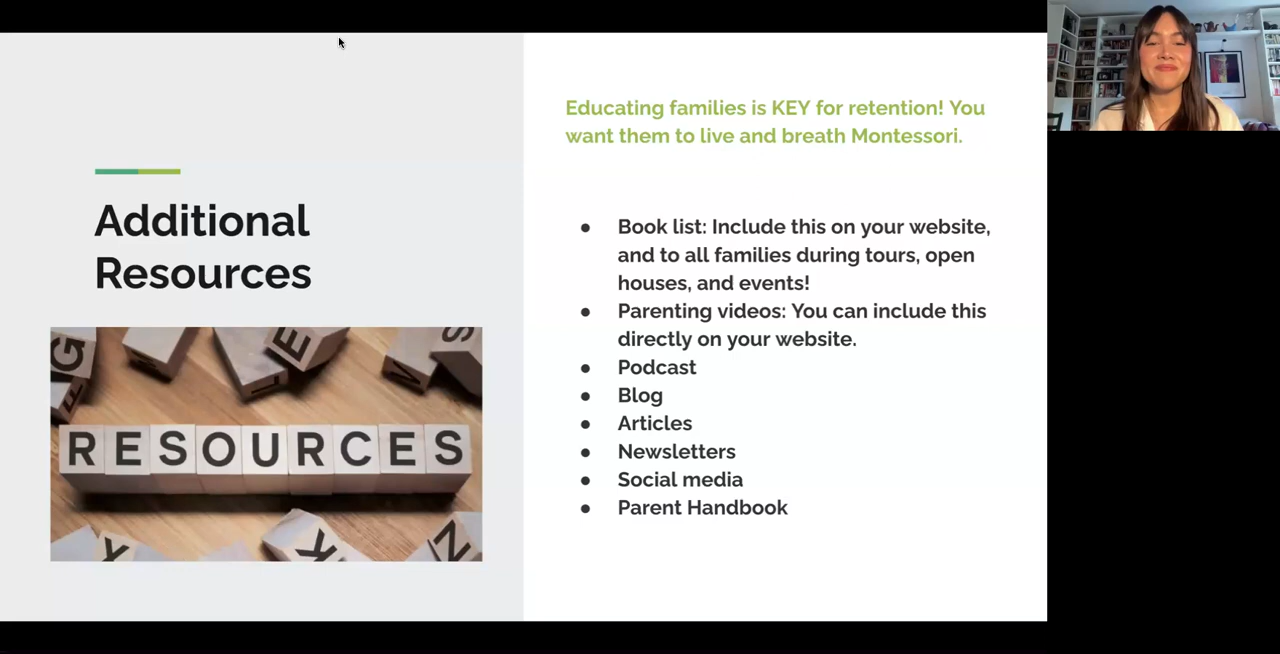 Additional
Resources
RESOURCES
Educating families is KEY for retention! You
want them to live and breath Montessori.
● Book list: Include this on your website,
and to all families during tours, open
houses, and events!
● Parenting videos: You can include this
directly on your website.
● Podcast
● Blog
● Articles
● Newsletters
● Social media
● Parent Handbook